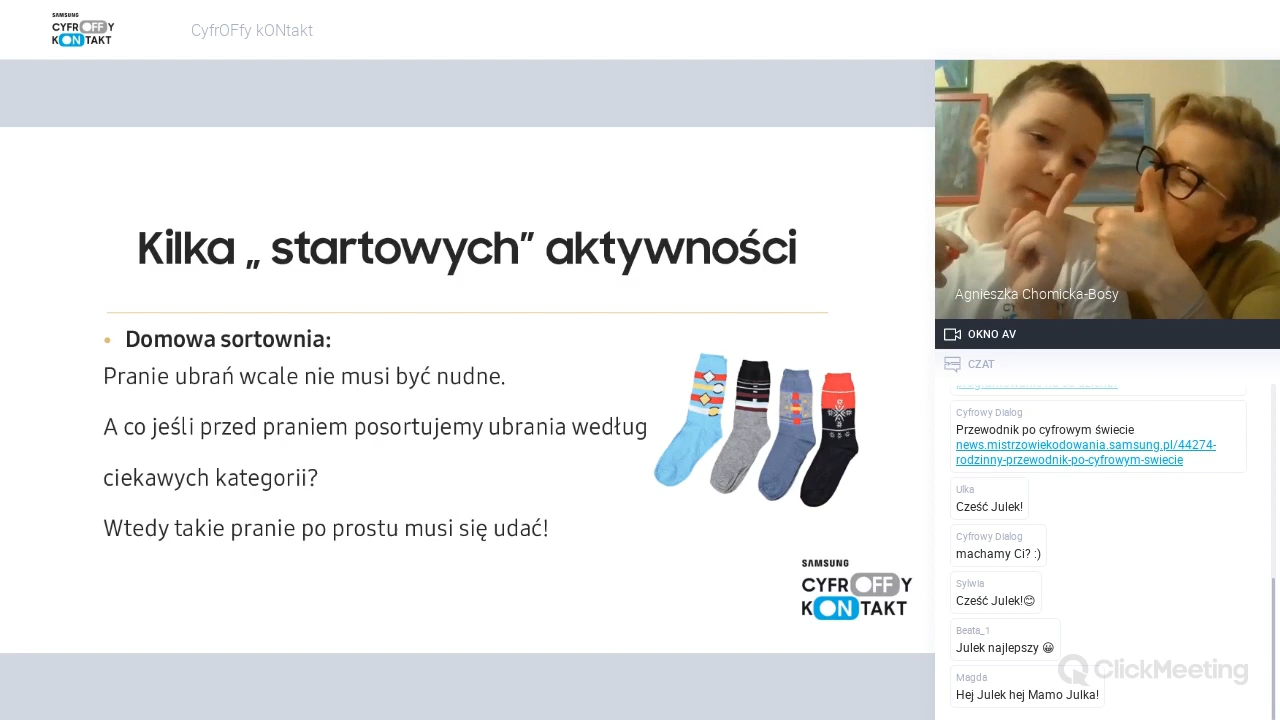 SAMSUNG
CYFROFFY
KONTAKT
CyfrOFfy kONtakt
Kilka „ startowych” aktywności
• Domowa sortownia:
Pranie ubrań wcale nie musi być nudne.
A co jeśli przed praniem posortujemy ubrania według
ciekawych kategorii?
Wtedy takie pranie po prostu musi się udać!
SAMSUNG
CYFROFFY
KONTAKT
Agnieszka Chomicka-Bosy
OKNO AV
CZAT
Cyfrowy Dialog
Przewodnik po cyfrowym świecie
news.mistrzowiekodowania.samsung.pl/44274-
rodzinny-przewodnik-po-cyfrowym-swiecie
Ulka
Cześć Julek!
Cyfrowy Dialog
machamy Ci? :)
Sylwia
Cześć Julek!😊
Beata_1
Julek najlepszy 😀
Magda
Hej Julek hej Mamo Julka!
ClickMeeting